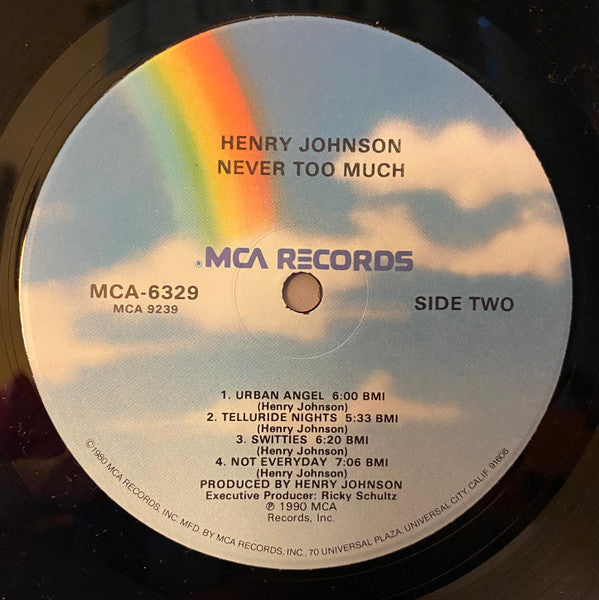 HENRY JOHNSON
NEVER TOO MUCH
® MCA RECORDS
MCA-6329
MCA 9239
SIDE TWO
1. URBAN ANGEL 6:00 BMI
(Henry Johnson)
2. TELLURIDE NIGHTS 5:33 BMI
(Henry Johnson)
3. SWITTIES 6:20 BMI
(Henry Johnson)
4. NOT EVERYDAY 7:06 BMI
(Henry Johnson)
PRODUCED BY HENRY JOHNSON
Executive Producer: Ricky Schultz
℗ 1990 MCA
Records, Inc.
©1980 MCA RECORDS, INC. MFD. BY MCA RECORDS, INC., 70 UNIVERSAL PLAZA, UNIVERSAL CITY, CALIF. 91608